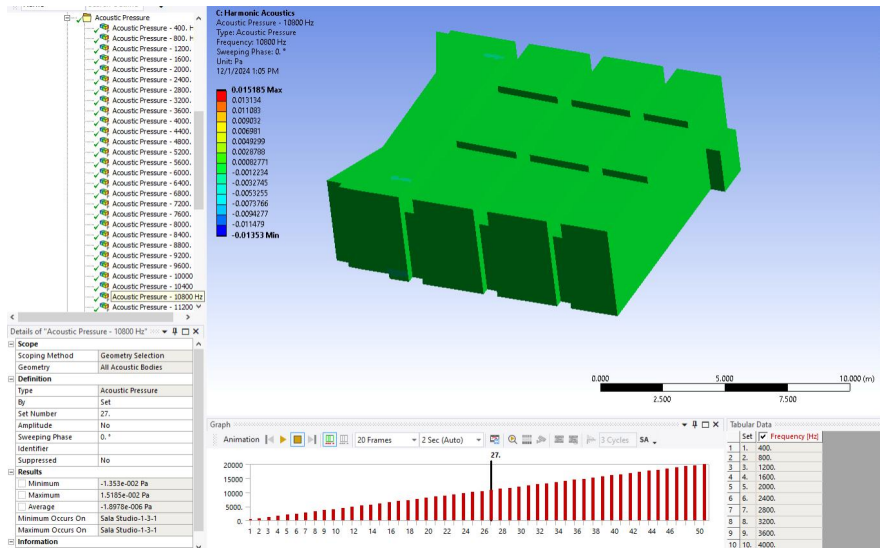 Acoustic Pressure
Acoustic Pressure - 400. H
Acoustic Pressure - 800. H
Acoustic Pressure - 1200.
Acoustic Pressure - 1600.
Acoustic Pressure - 2000.
Acoustic Pressure - 2400.
Acoustic Pressure - 2800.
Acoustic Pressure - 3200.
Acoustic Pressure - 3600.
Acoustic Pressure - 4000.
Acoustic Pressure - 4400.
Acoustic Pressure - 4800.
Acoustic Pressure - 5200.
Acoustic Pressure - 5600.
Acoustic Pressure - 6000.
Acoustic Pressure - 6400.
Acoustic Pressure - 6800.
Acoustic Pressure - 7200.
Acoustic Pressure - 7600.
Acoustic Pressure - 8000.
Acoustic Pressure - 8400.
Acoustic Pressure - 8800.
Acoustic Pressure - 9200.
Acoustic Pressure - 9600.
Acoustic Pressure - 10000
Acoustic Pressure - 10400
Acoustic Pressure - 10800 Hz
Acoustic Pressure - 11200
C: Harmonic Acoustics
Acoustic Pressure - 10800 Hz
Type: Acoustic Pressure
Frequency: 10800 Hz
Sweeping Phase: 0. °
Unit: Pa
12/1/2024 1:05 PM
0.015185 Max
0.013134
0.011083
0.009032
0.006981
0.0049299
0.0028788
0.00082771
-0.0012234
-0.0032745
-0.0053255
-0.0073766
-0.0094277
-0.011479
-0.01353 Min
0.000 5.000 10.000 (m)
2.500 7.500
Details of "Acoustic Pressure - 10800 Hz"
Scope
Scoping Method Geometry Selection
Geometry All Acoustic Bodies
Definition
Type Acoustic Pressure
By Set
Set Number 27.
Amplitude No
Sweeping Phase 0. °
Identifier
Suppressed No
Results
Minimum -1.353e-002 Pa
Maximum 1.5185e-002 Pa
Average -1.8978e-006 Pa
Minimum Occurs On Sala Studio-1-3-1
Maximum Occurs On Sala Studio-1-3-1
Information
Graph
Animation 20 Frames 2 Sec (Auto) 3 Cycles SA
27.
20000
15000
10000
5000.
0.
1 2 3 4 5 6 7 8 9 10 12 14 16 18 20 22 24 26 28 30 32 34 36 38 40 42 44 46 50
Tabular Data
Set Frequency [Hz]
1 1. 400.
2 2. 800.
3 3. 1200.
4 4. 1600.
5 5. 2000.
6 6. 2400.
7 7. 2800.
8 8. 3200.
9 9. 3600.
10 10. 4000.